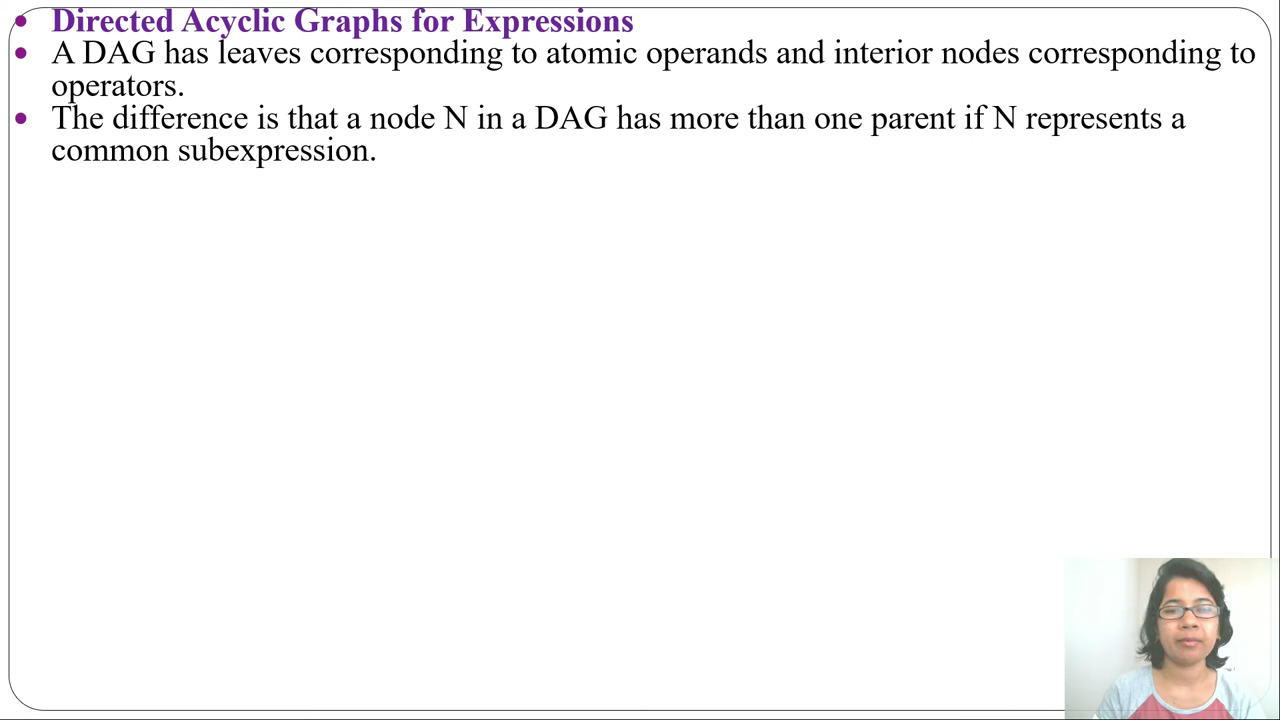 • Directed Acyclic Graphs for Expressions
• A DAG has leaves corresponding to atomic operands and interior nodes corresponding to
operators.
• The difference is that a node N in a DAG has more than one parent if N represents a
common subexpression.